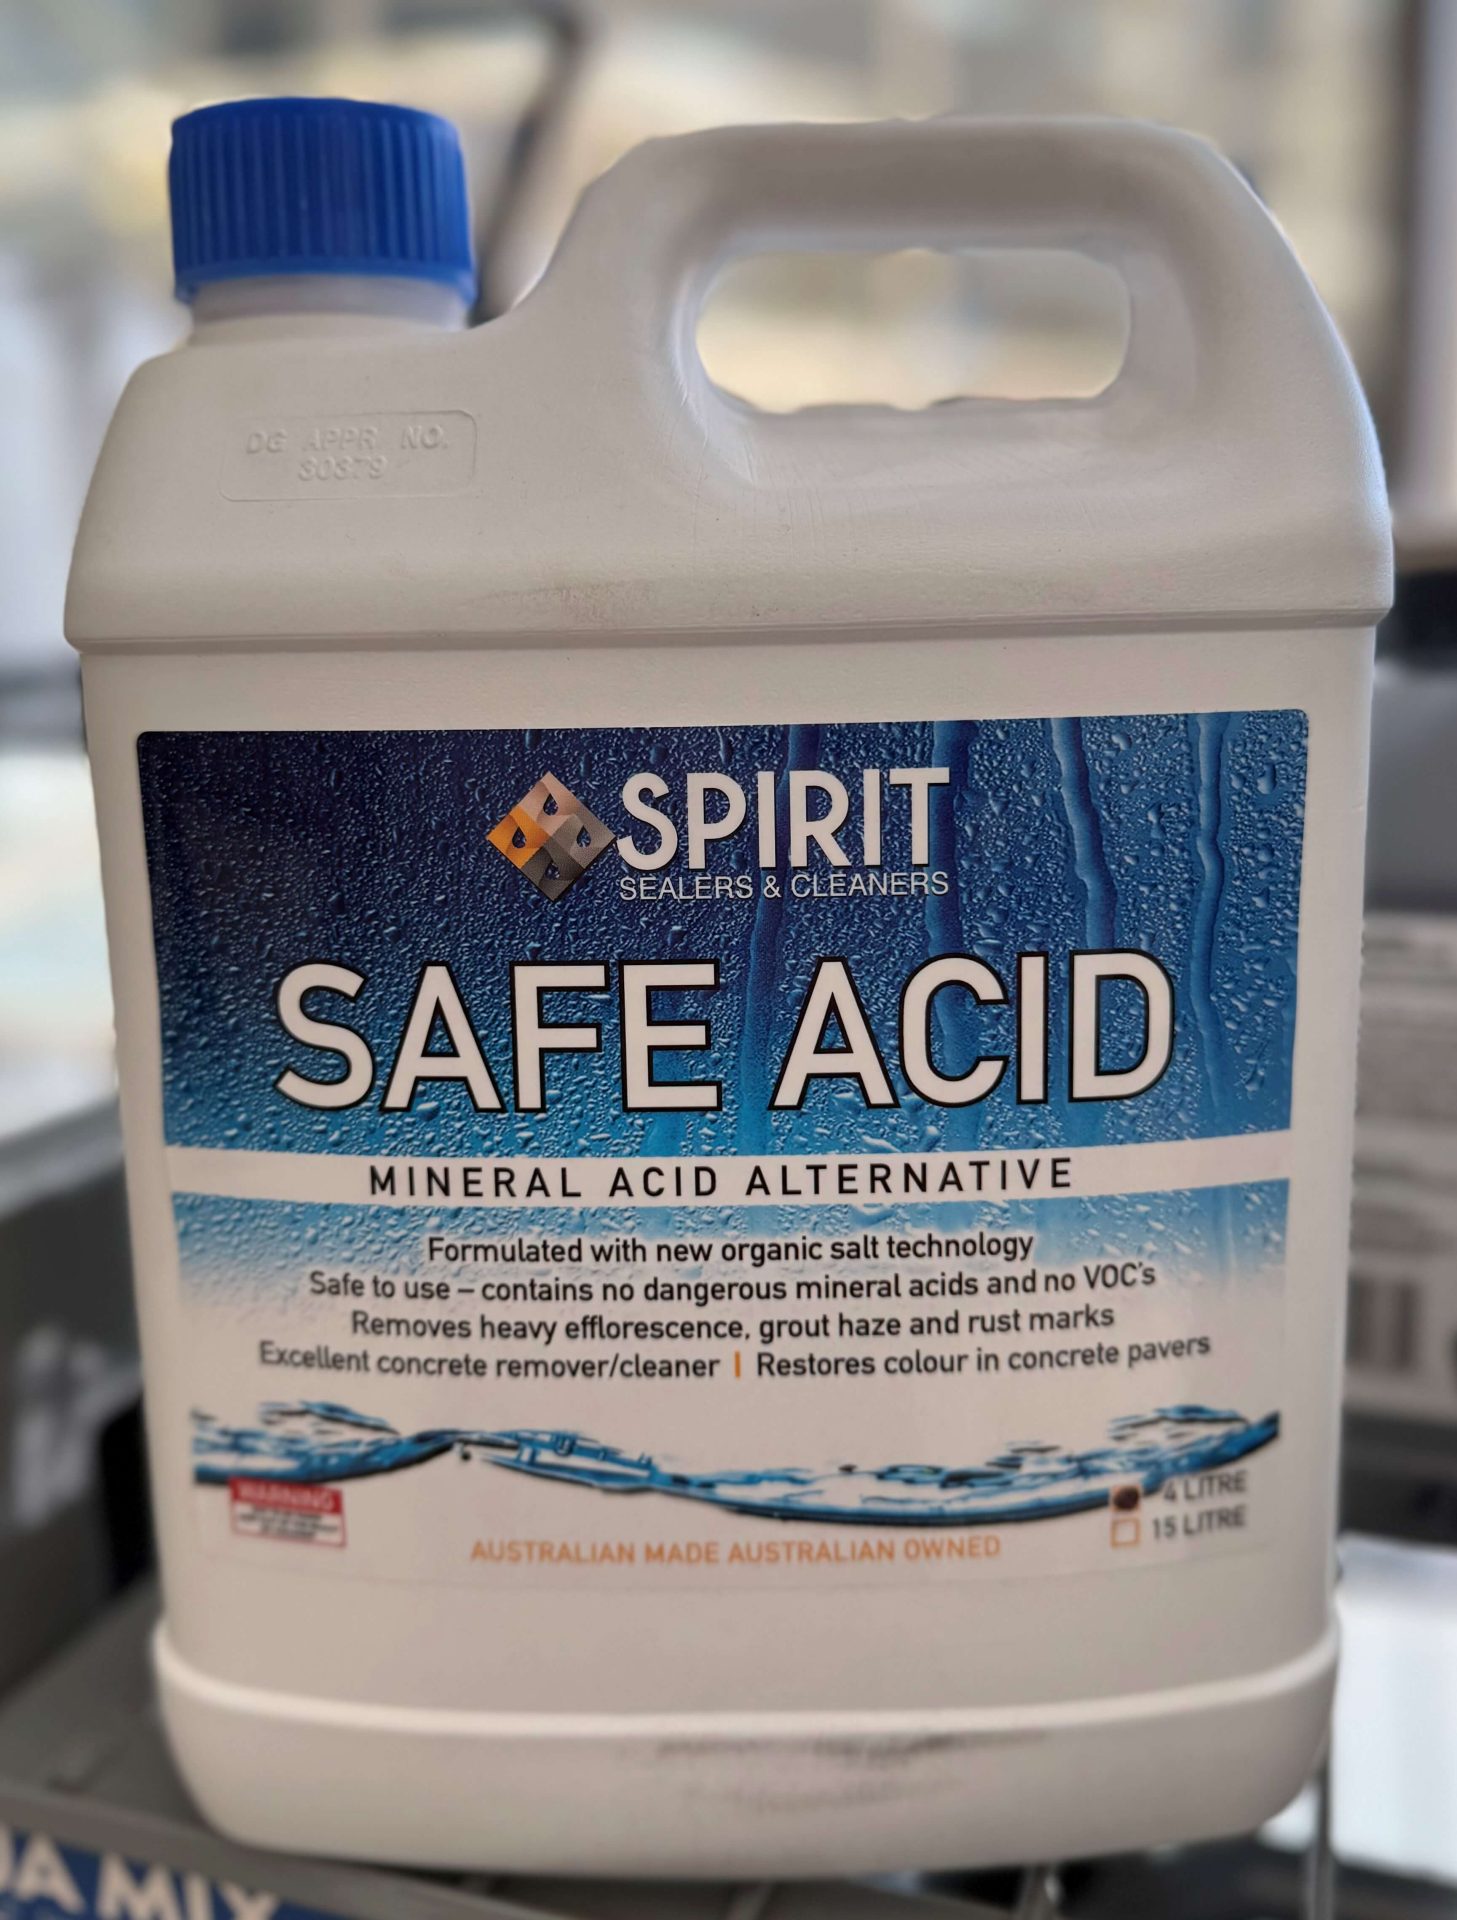 DG APPR NO.
30379
SPIRIT
SEALERS & CLEANERS
SAFE ACID
MINERAL ACID ALTERNATIVE
Formulated with new organic salt technology
Safe to use – contains no dangerous mineral acids and no VOC's
Removes heavy efflorescence, grout haze and rust marks
Excellent concrete remover/cleaner | Restores colour in concrete pavers
WARNING
4 LITRE
15 LITRE
AUSTRALIAN MADE AUSTRALIAN OWNED
MIX